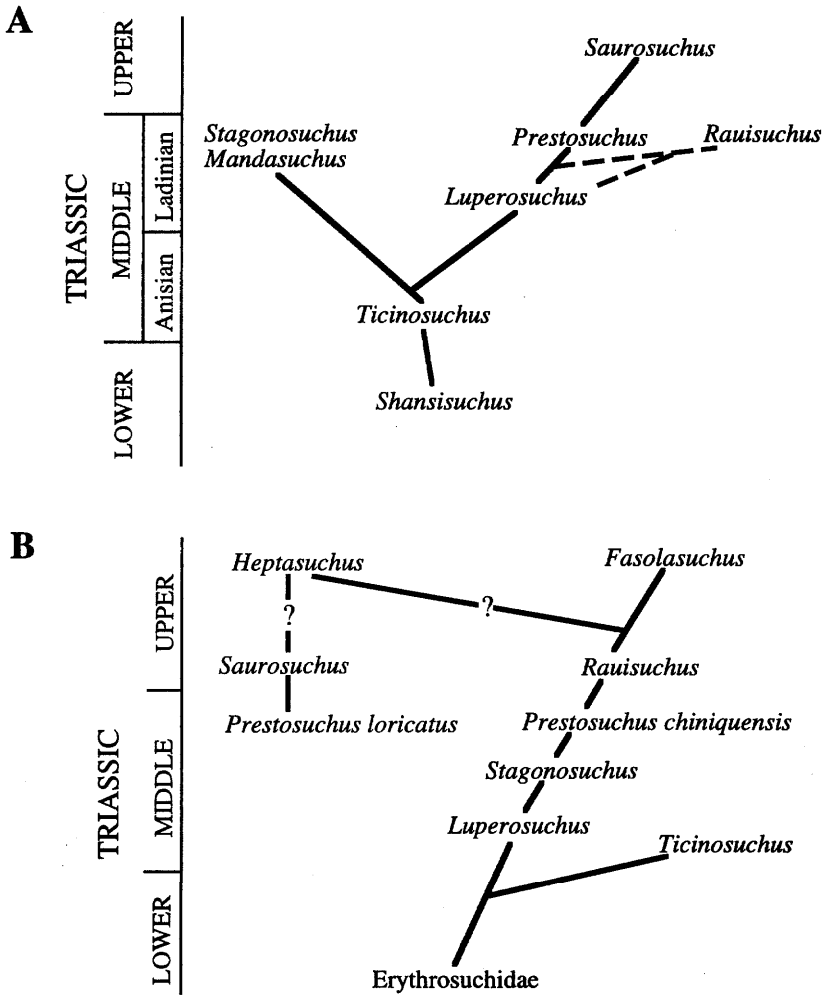 A
UPPER
Saurosuchus
TRIASSIC
MIDDLE
Ladinian
Stagonosuchus
Mandasuchus
Prestosuchus
Rauisuchus
Luperosuchus
Anisian
Ticinosuchus
LOWER
Shansisuchus
B
UPPER
Heptasuchus
Fasolasuchus
?
?
Saurosuchus
Rauisuchus
TRIASSIC
MIDDLE
Prestosuchus loricatus
Prestosuchus chiniquensis
Stagonosuchus
Luperosuchus
Ticinosuchus
LOWER
Erythrosuchidae